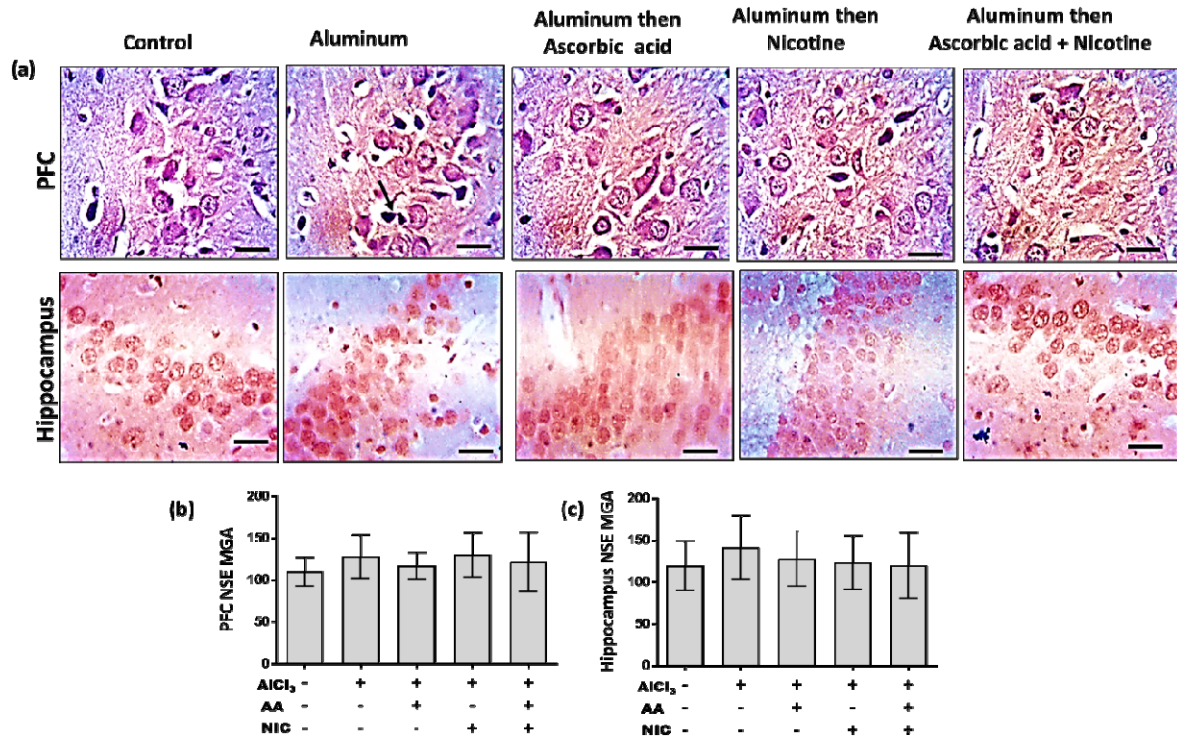 Control
Aluminum
Aluminum then
Ascorbic acid
Aluminum then
Nicotine
Aluminum then
Ascorbic acid + Nicotine
(a)
PFC
Hippocampus
(b)
PFC NSE MGA
200
150
100
50
0
AlCl₃ - + + + +
AA - - + - +
NIC - - - + +
(c)
Hippocampus NSE MGA
200
150
100
50
0
AlCl₃ - + + + +
AA - - + - +
NIC - - - + +